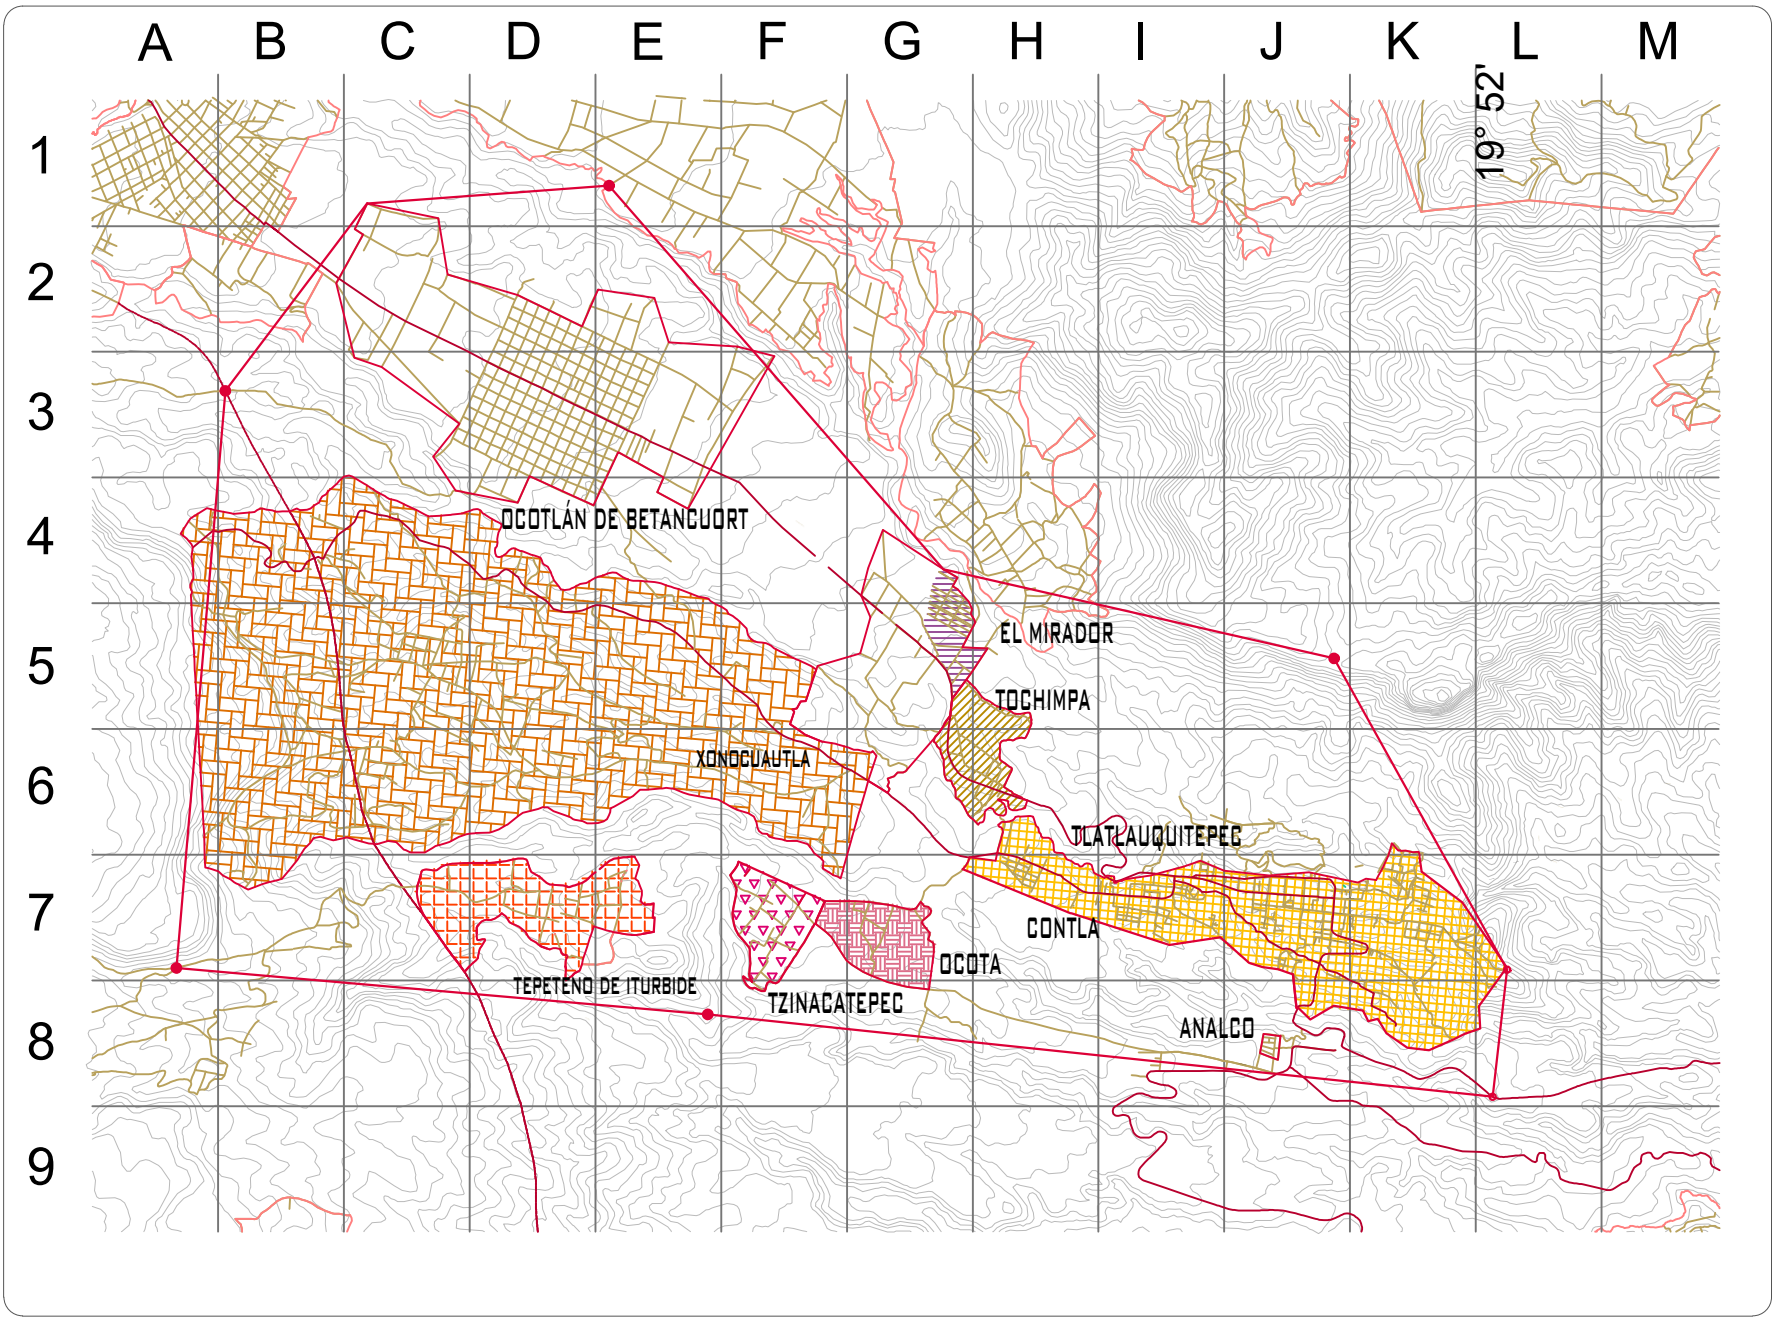 A B C D E F G H I J K L M
19° 52'
1
2
3
4
OCOTLÁN DE BETANCUORT
EL MIRADOR
5
TOCHIMPA
XONOCUAUTLA
6
TLATLAUQUITEPEC
7
CONTLA
OCOTA
TEPETENO DE ITURBIDE
TZINACATEPEC
ANALCO
8
9